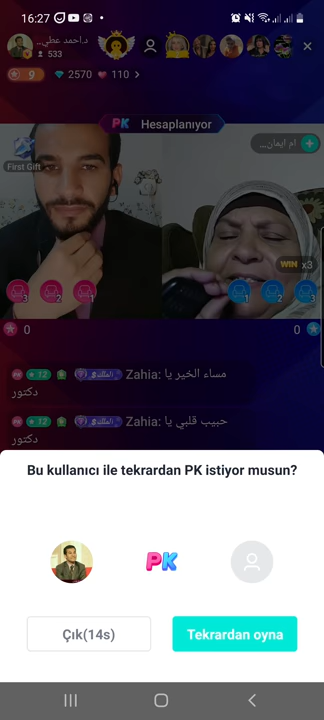 16:27
د.احمد عطي...
533
9
2570
110
PK Hesaplanıyor
ام ايمان...
First Gift
WIN x3
3
2
1
1
2
3
0
0
12 الملكي Zahia: مساء الخير يا
دكتور
12 الملكي Zahia: حبيب قلبي يا
دكتور
Bu kullanıcı ile tekrardan PK istiyor musun?
PK
Çık(14s)
Tekrardan oyna